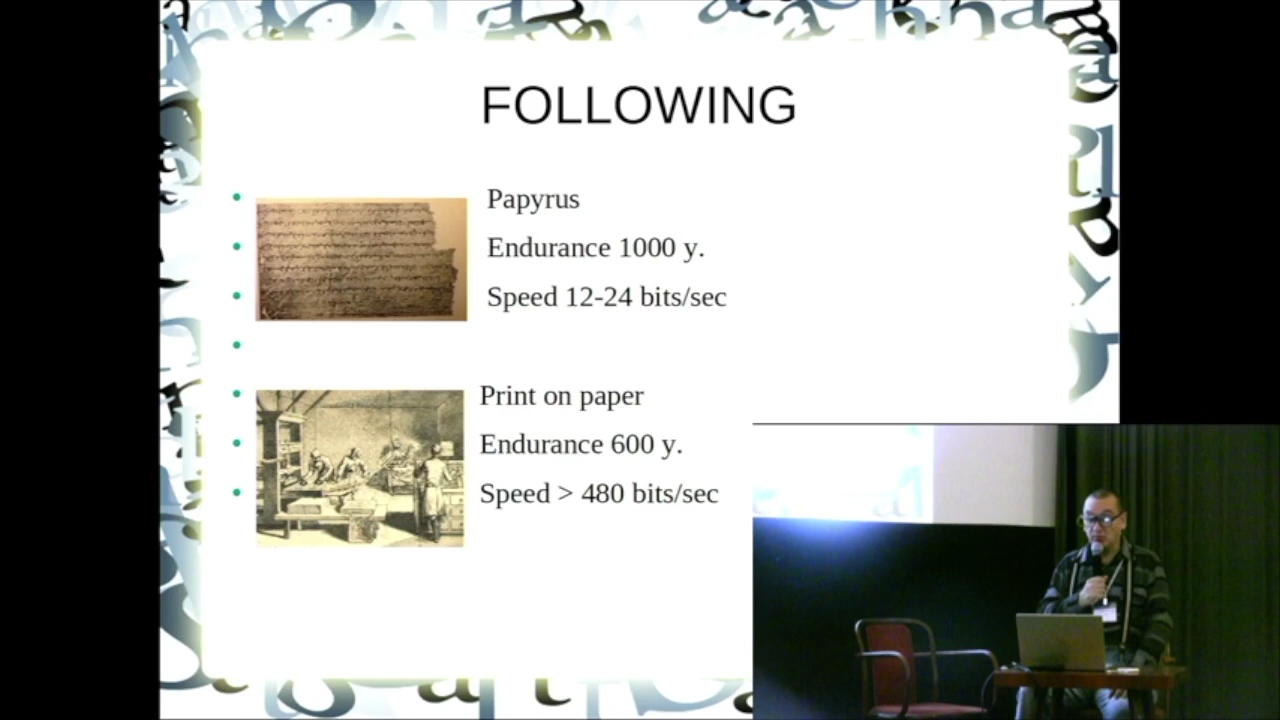 FOLLOWING
Papyrus
Endurance 1000 y.
Speed 12-24 bits/sec
Print on paper
Endurance 600 y.
Speed > 480 bits/sec